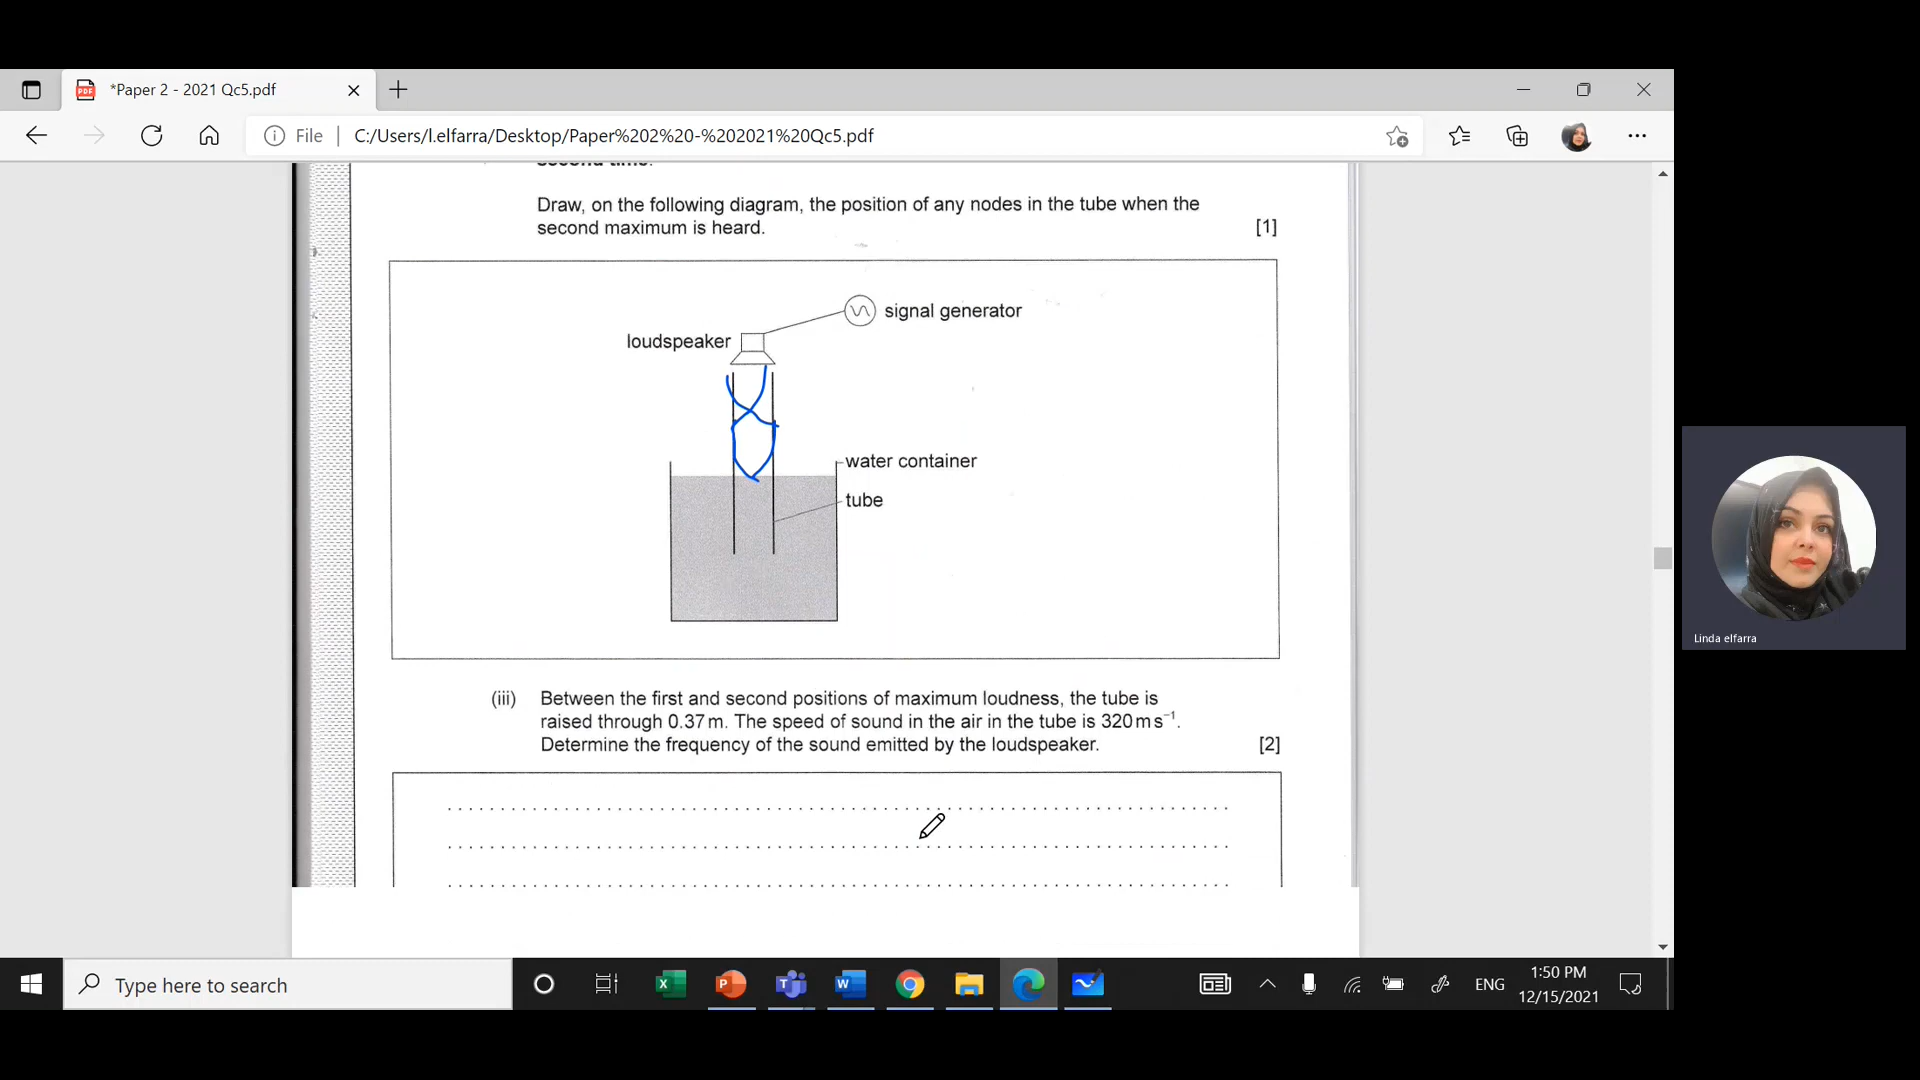 *Paper 2 - 2021 Qc5.pdf
File
C:/Users/l.elfarra/Desktop/Paper%202%20-%202021%20Qc5.pdf
second time.
Draw, on the following diagram, the position of any nodes in the tube when the
second maximum is heard. [1]
signal generator
loudspeaker
water container
tube
(iii) Between the first and second positions of maximum loudness, the tube is
raised through 0.37 m. The speed of sound in the air in the tube is 320 m s⁻¹.
Determine the frequency of the sound emitted by the loudspeaker. [2]
Linda elfarra
Type here to search
ENG
1:50 PM
12/15/2021